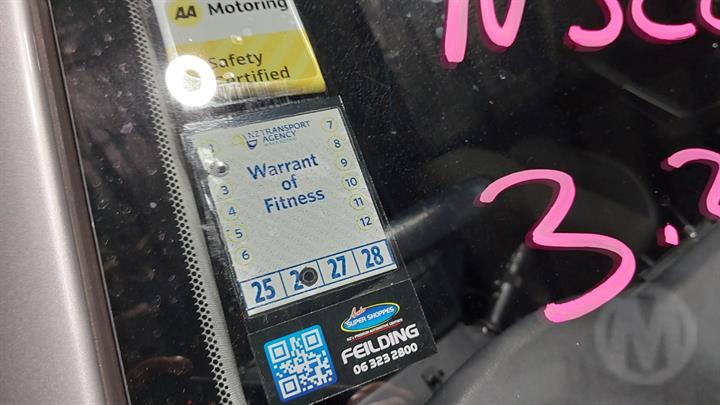 AA Motoring
Safety
Certified
NZ TRANSPORT
AGENCY
Warrant
of
Fitness
1
3
4
5
6
7
8
9
10
11
12
25 2 27 28
Auto
SUPER SHOPPES
FEILDING
06 323 2800
3.
M